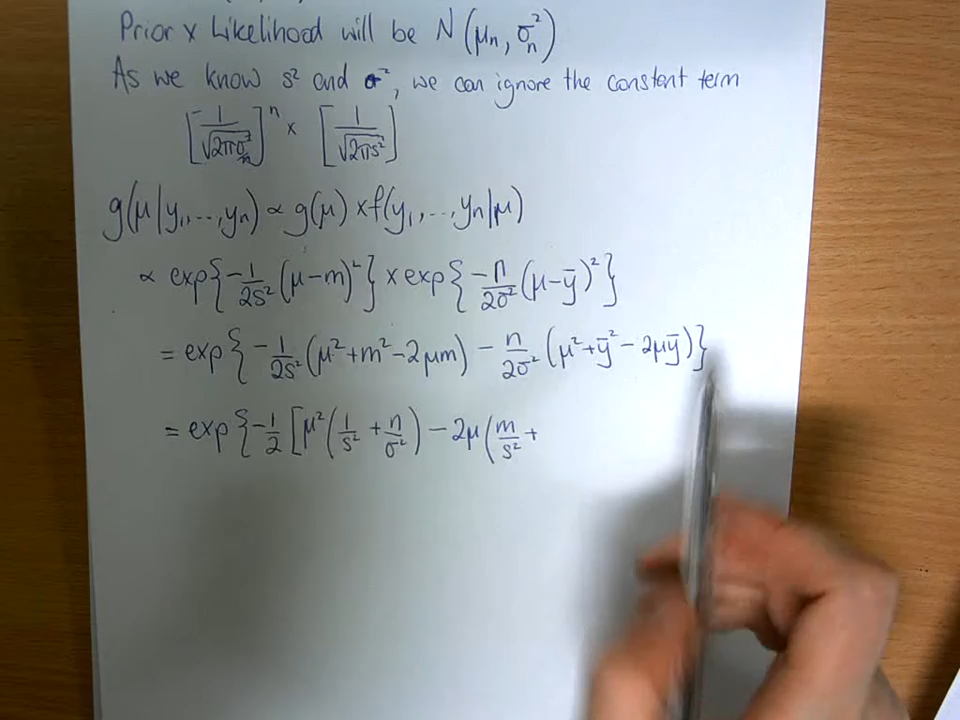 Prior x Likelihood will be N(μn, σn²)
As we know s² and σ², we can ignore the constant term
[1/√2πσ²]ⁿ x [1/√2πs²]
g(μ|y1,...,yn) ∝ g(μ) x f(y1,...,yn|μ)
∝ exp{-1/2s² (μ-m)²} x exp{-n/2σ² (μ-ȳ)²}
= exp{-1/2s² (μ²+m²-2μm) - n/2σ² (μ²+ȳ²-2μȳ)}
= exp{-1/2 [μ²(1/s² + n/σ²) - 2μ(m/s² +